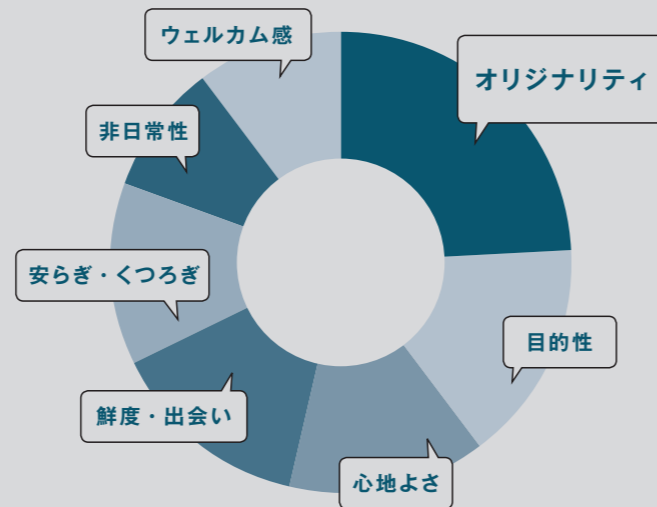 ウェルカム感
オリジナリティ
非日常性
安らぎ・くつろぎ
目的性
鮮度・出会い
心地よさ